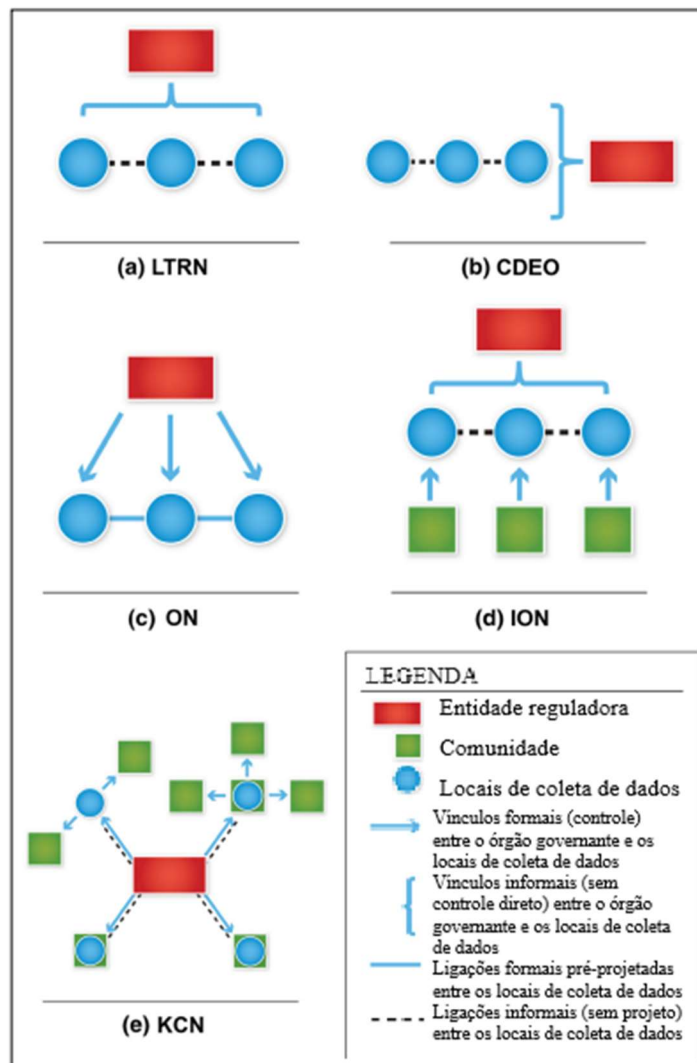 (a) LTRN
(b) CDEO
(c) ON
(d) ION
(e) KCN
LEGENDA
Entidade reguladora
Comunidade
Locais de coleta de dados
Vinculos formais (controle)
entre o órgão governante e os
locais de coleta de dados
Vinculos informais (sem
controle direto) entre o órgão
governante e os locais de coleta
de dados
Ligações formais pré-projetadas
entre os locais de coleta de dados
Ligações informais (sem projeto)
entre os locais de coleta de dados